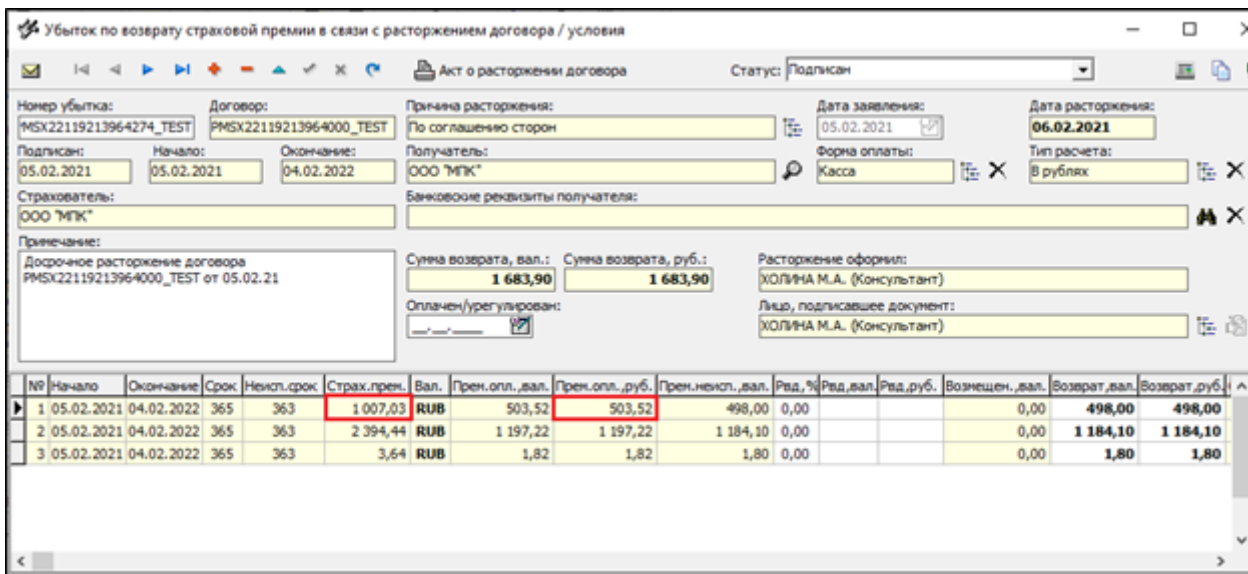 Убыток по возврату страховой премии в связи с расторжением договора / условия
Акт о расторжении договора Статус: Подписан
Номер убытка: Договор: Причина расторжения: Дата заявления: Дата расторжения:
MSX22119213964274_TEST PMSX22119213964000_TEST По соглашению сторон 05.02.2021 06.02.2021
Подписан: Начало: Окончание: Получатель: Форма оплаты: Тип расчета:
05.02.2021 05.02.2021 04.02.2022 ООО "МПК" Касса В рублях
Страхователь: Банковские реквизиты получателя:
ООО "МПК"
Примечание:
Досрочное расторжение договора
PMSX22119213964000_TEST от 05.02.21
Сумма возврата, вал.: Сумма возврата, руб.: Расторжение оформил:
1 683,90 1 683,90 ХОЛИНА М.А. (Консультант)
Оплачен/урегулирован: Лицо, подписавшее документ:
__.__.____ ХОЛИНА М.А. (Консультант)
№ Начало Окончание Срок Неисп.срок Страх.прем. Вал. Прем.опл.,вал. Прем.опл.,руб. Прем.неисп.,вал. Рвд,% Рвд,вал. Рвд,руб. Возмещен.,вал. Возврат,вал. Возврат,руб.
1 05.02.2021 04.02.2022 365 363 1 007,03 RUB 503,52 503,52 498,00 0,00 0,00 498,00 498,00
2 05.02.2021 04.02.2022 365 363 2 394,44 RUB 1 197,22 1 197,22 1 184,10 0,00 0,00 1 184,10 1 184,10
3 05.02.2021 04.02.2022 365 363 3,64 RUB 1,82 1,82 1,80 0,00 0,00 1,80 1,80